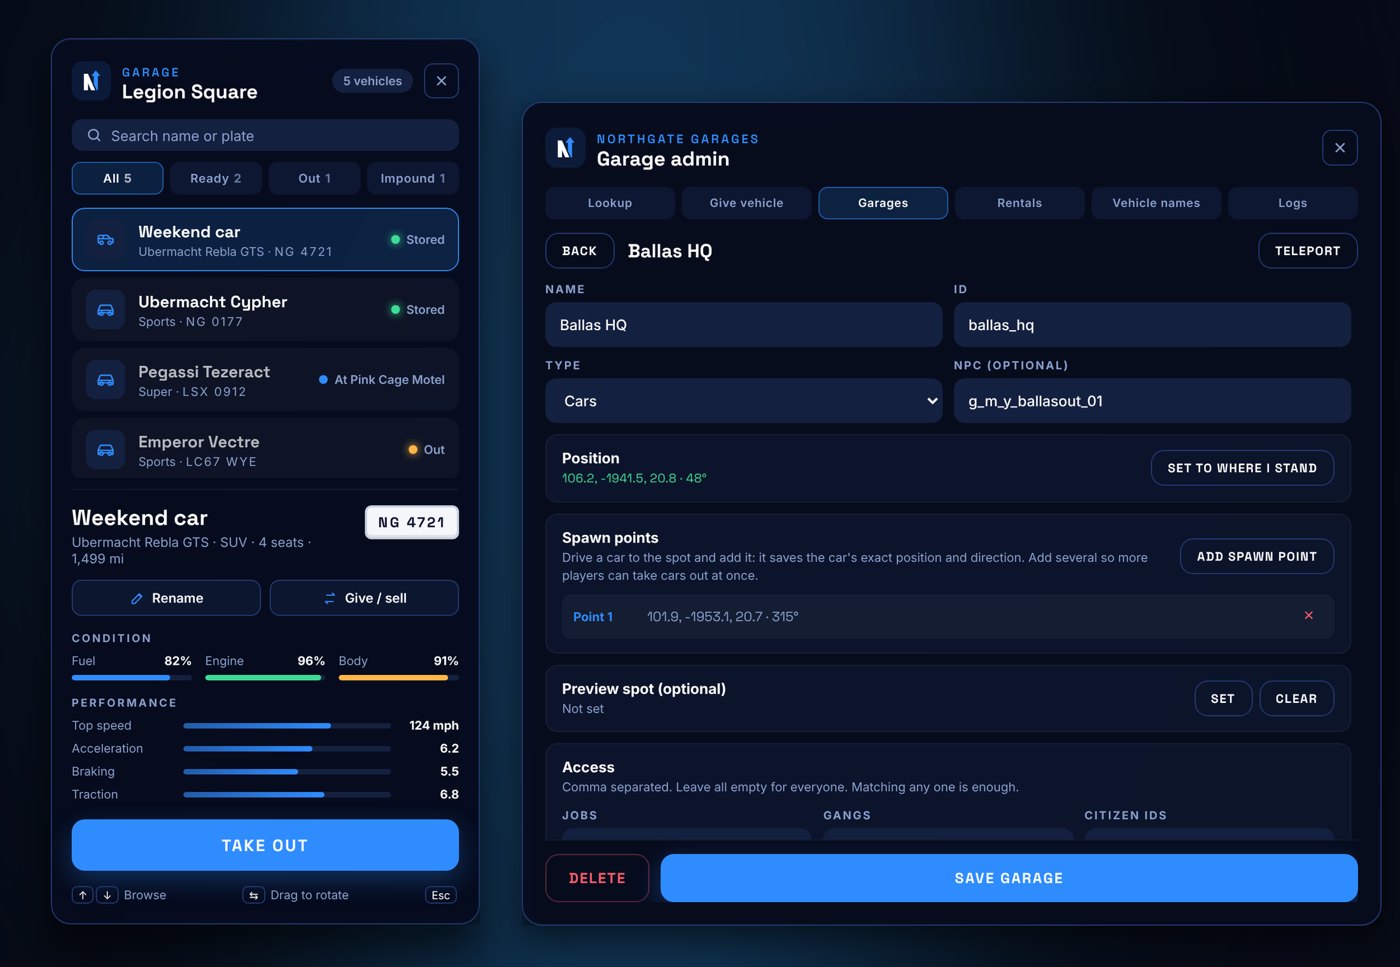 GARAGE
Legion Square
5 vehicles
Search name or plate
All 5
Ready 2
Out 1
Impound 1
Weekend car
Ubermacht Rebla GTS · NG 4721
Stored
Ubermacht Cypher
Sports · NG 0177
Stored
Pegassi Tezeract
Super · LSX 0912
At Pink Cage Motel
Emperor Vectre
Sports · LC67 WYE
Out
Weekend car
NG 4721
Ubermacht Rebla GTS · SUV · 4 seats ·
1,499 mi
Rename
Give / sell
CONDITION
Fuel 82%
Engine 96%
Body 91%
PERFORMANCE
Top speed 124 mph
Acceleration 6.2
Braking 5.5
Traction 6.8
TAKE OUT
↑ ↓ Browse
⇆ Drag to rotate
Esc
NORTHGATE GARAGES
Garage admin
Lookup
Give vehicle
Garages
Rentals
Vehicle names
Logs
BACK
Ballas HQ
TELEPORT
NAME
Ballas HQ
ID
ballas_hq
TYPE
Cars
NPC (OPTIONAL)
g_m_y_ballasout_01
Position
106.2, -1941.5, 20.8 · 48°
SET TO WHERE I STAND
Spawn points
Drive a car to the spot and add it: it saves the car's exact position and direction. Add several so more
players can take cars out at once.
ADD SPAWN POINT
Point 1
101.9, -1953.1, 20.7 · 315°
Preview spot (optional)
Not set
SET
CLEAR
Access
Comma separated. Leave all empty for everyone. Matching any one is enough.
JOBS
GANGS
CITIZEN IDS
DELETE
SAVE GARAGE